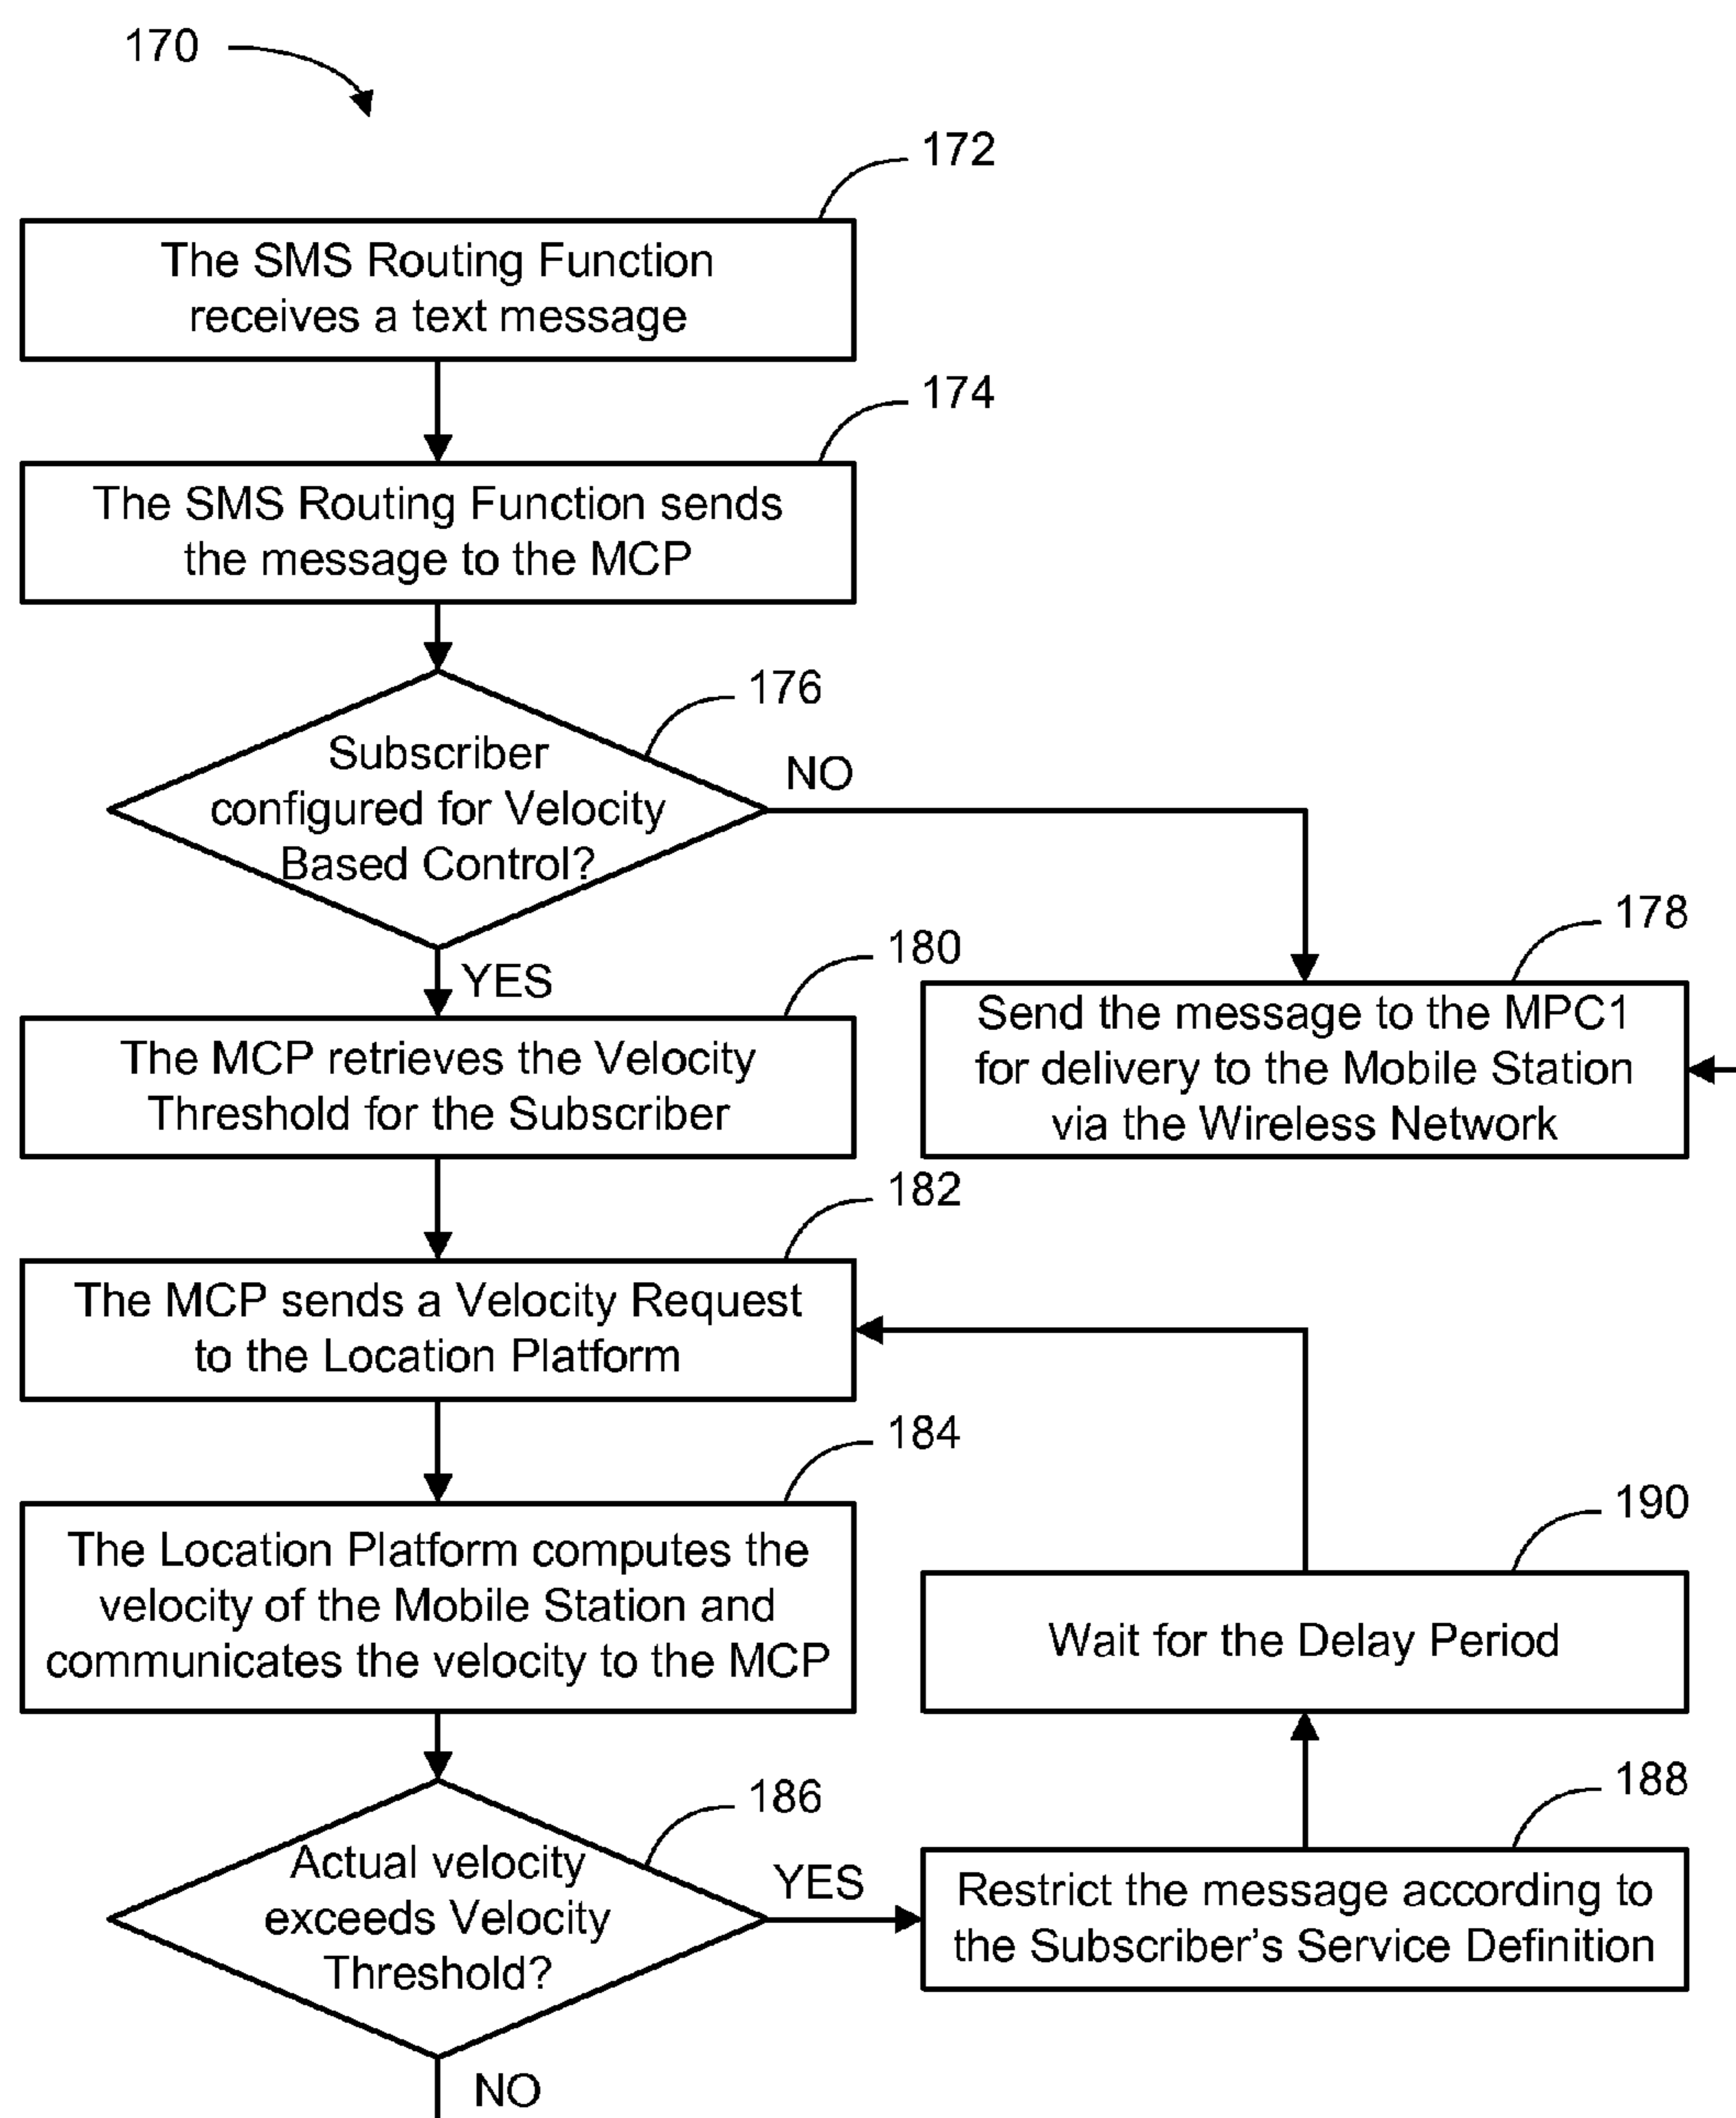 170
172
The SMS Routing Function
receives a text message
174
The SMS Routing Function sends
the message to the MCP
176
Subscriber
configured for Velocity
Based Control?
NO
YES
178
Send the message to the MPC1
for delivery to the Mobile Station
via the Wireless Network
180
The MCP retrieves the Velocity
Threshold for the Subscriber
182
The MCP sends a Velocity Request
to the Location Platform
184
The Location Platform computes the
velocity of the Mobile Station and
communicates the velocity to the MCP
190
Wait for the Delay Period
186
Actual velocity
exceeds Velocity
Threshold?
YES
188
Restrict the message according to
the Subscriber's Service Definition
NO